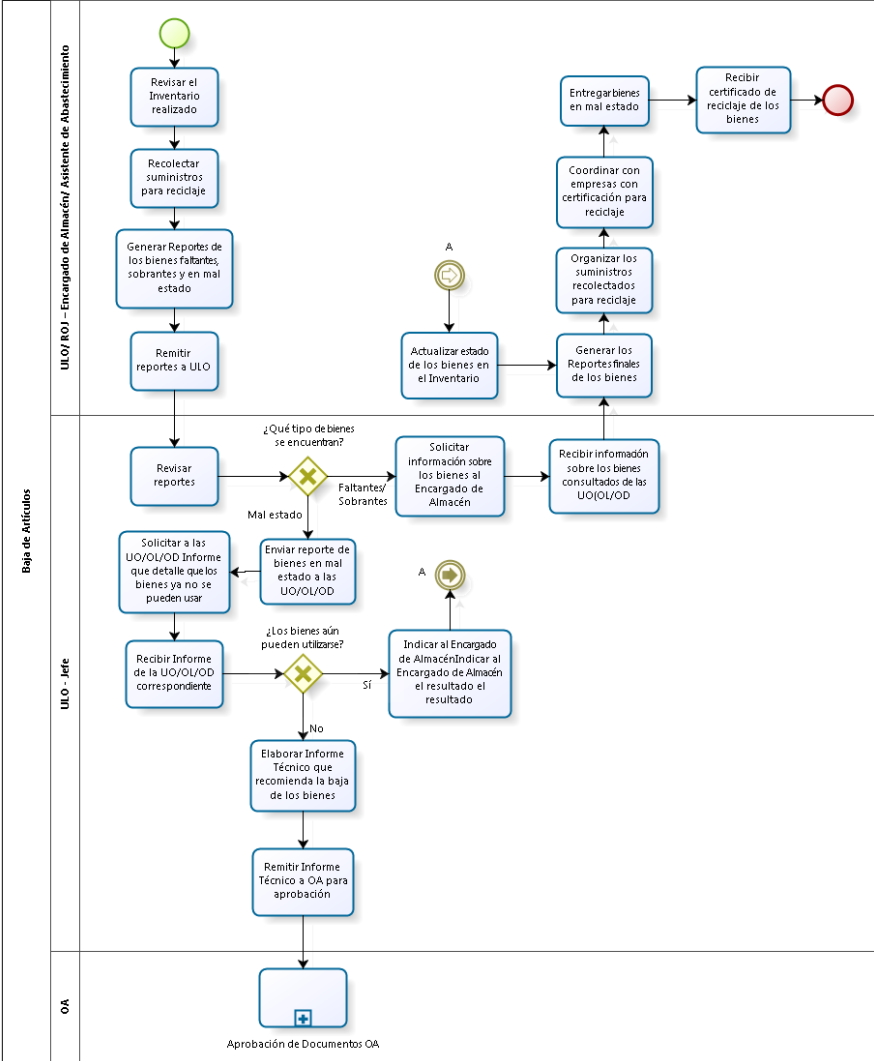 Baja de Artículos
ULO/ ROJ – Encargado de Almacén/ Asistente de Abastecimiento
Revisar el
Inventario
realizado
Recolectar
suministros
para reciclaje
Generar Reportes de
los bienes faltantes,
sobrantes y en mal
estado
Remitir
reportes a ULO
A
Actualizar estado
de los bienes en
el Inventario
Generar los
Reportes finales
de los bienes
Organizar los
suministros
recolectados
para reciclaje
Coordinar con
empresas con
certificación para
reciclaje
Entregar bienes
en mal estado
Recibir
certificado de
reciclaje de los
bienes
ULO - Jefe
Revisar
reportes
¿Qué tipo de bienes
se encuentran?
Faltantes/
Sobrantes
Mal estado
Solicitar
información sobre
los bienes al
Encargado de
Almacén
Recibir información
sobre los bienes
consultados de las
UO(OL/OD
Enviar reporte de
bienes en mal
estado a las
UO/OL/OD
Solicitar a las
UO/OL/OD Informe
que detalle que los
bienes ya no se
pueden usar
Recibir Informe
de la UO/OL/OD
correspondiente
¿Los bienes aún
pueden utilizarse?
Sí
No
Indicar al Encargado
de AlmacénIndicar al
Encargado de Almacén
el resultado el
resultado
A
Elaborar Informe
Técnico que
recomienda la baja
de los bienes
Remitir Informe
Técnico a OA para
aprobación
OA
Aprobación de Documentos OA